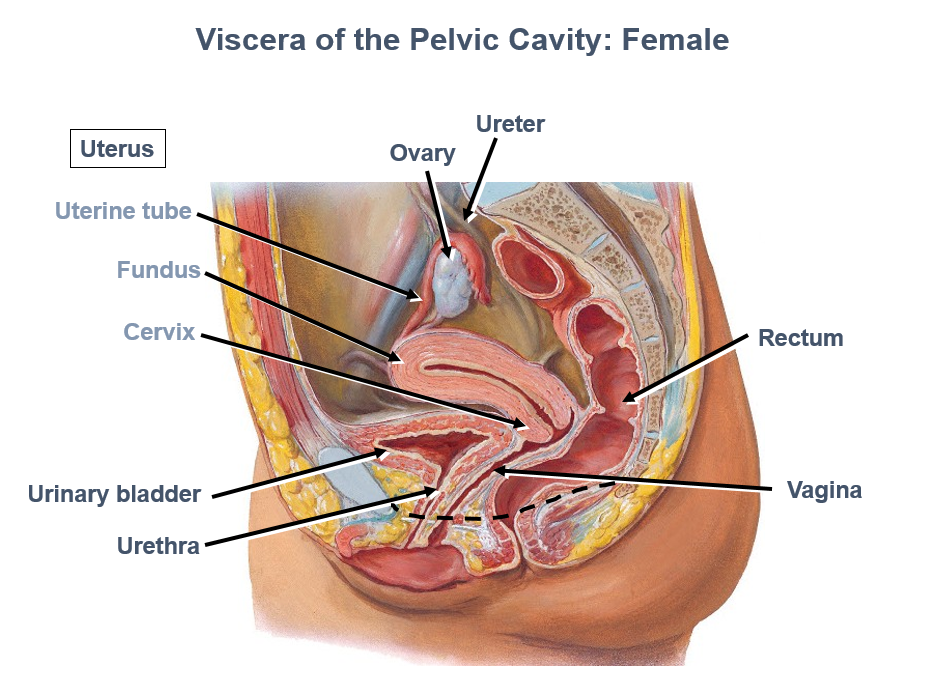 Viscera of the Pelvic Cavity: Female
Ureter
Ovary
Uterus
Uterine tube
Fundus
Cervix
Rectum
Urinary bladder
Vagina
Urethra